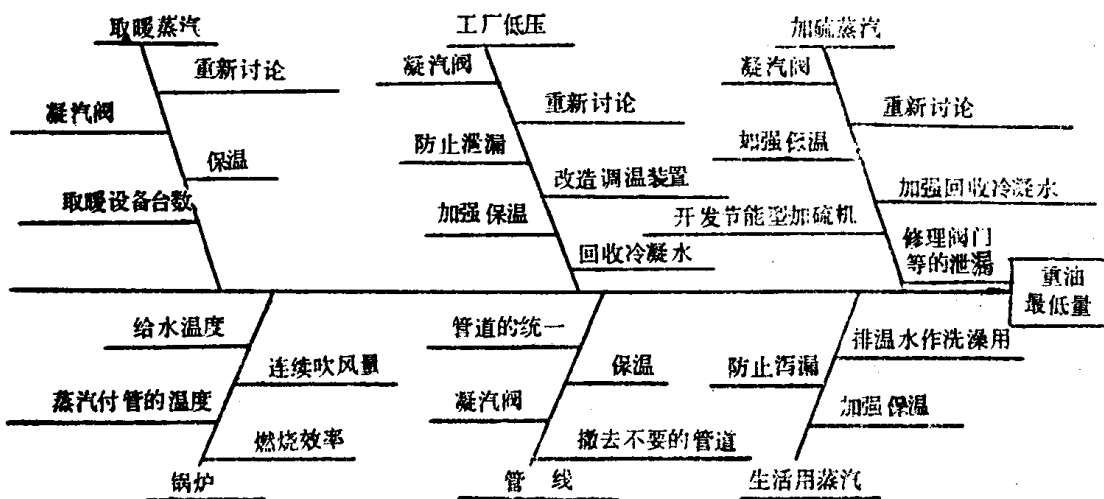 取暖蒸汽
重新讨论
凝汽阀
保温
取暖设备台数
工厂低压
凝汽阀
重新讨论
防止泄漏
改造调温装置
加强保温
回收冷凝水
加硫蒸汽
凝汽阀
重新讨论
加强保温
加强回收冷凝水
开发节能型加硫机
修理阀门
等的泄漏
重油
最低量
给水温度
连续吹风量
蒸汽付管的温度
燃烧效率
锅炉
管道的统一
保温
凝汽阀
撤去不要的管道
管线
排温水作洗澡用
防止泻漏
加强保温
生活用蒸汽